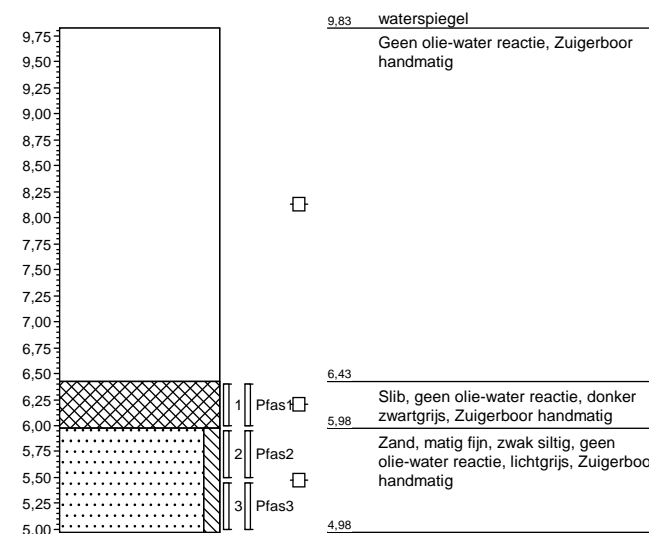 9,83 waterspiegel
Geen olie-water reactie, Zuigerboor
handmatig
9,75
9,50
9,25
9,00
8,75
8,50
8,25
8,00
7,75
7,50
7,25
7,00
6,75
6,50
6,25
6,00
5,75
5,50
5,25
5,00
1 Pfas1
2 Pfas2
3 Pfas3
6,43
Slib, geen olie-water reactie, donker
zwartgrijs, Zuigerboor handmatig
5,98
Zand, matig fijn, zwak siltig, geen
olie-water reactie, lichtgrijs, Zuigerboo
handmatig
4,98